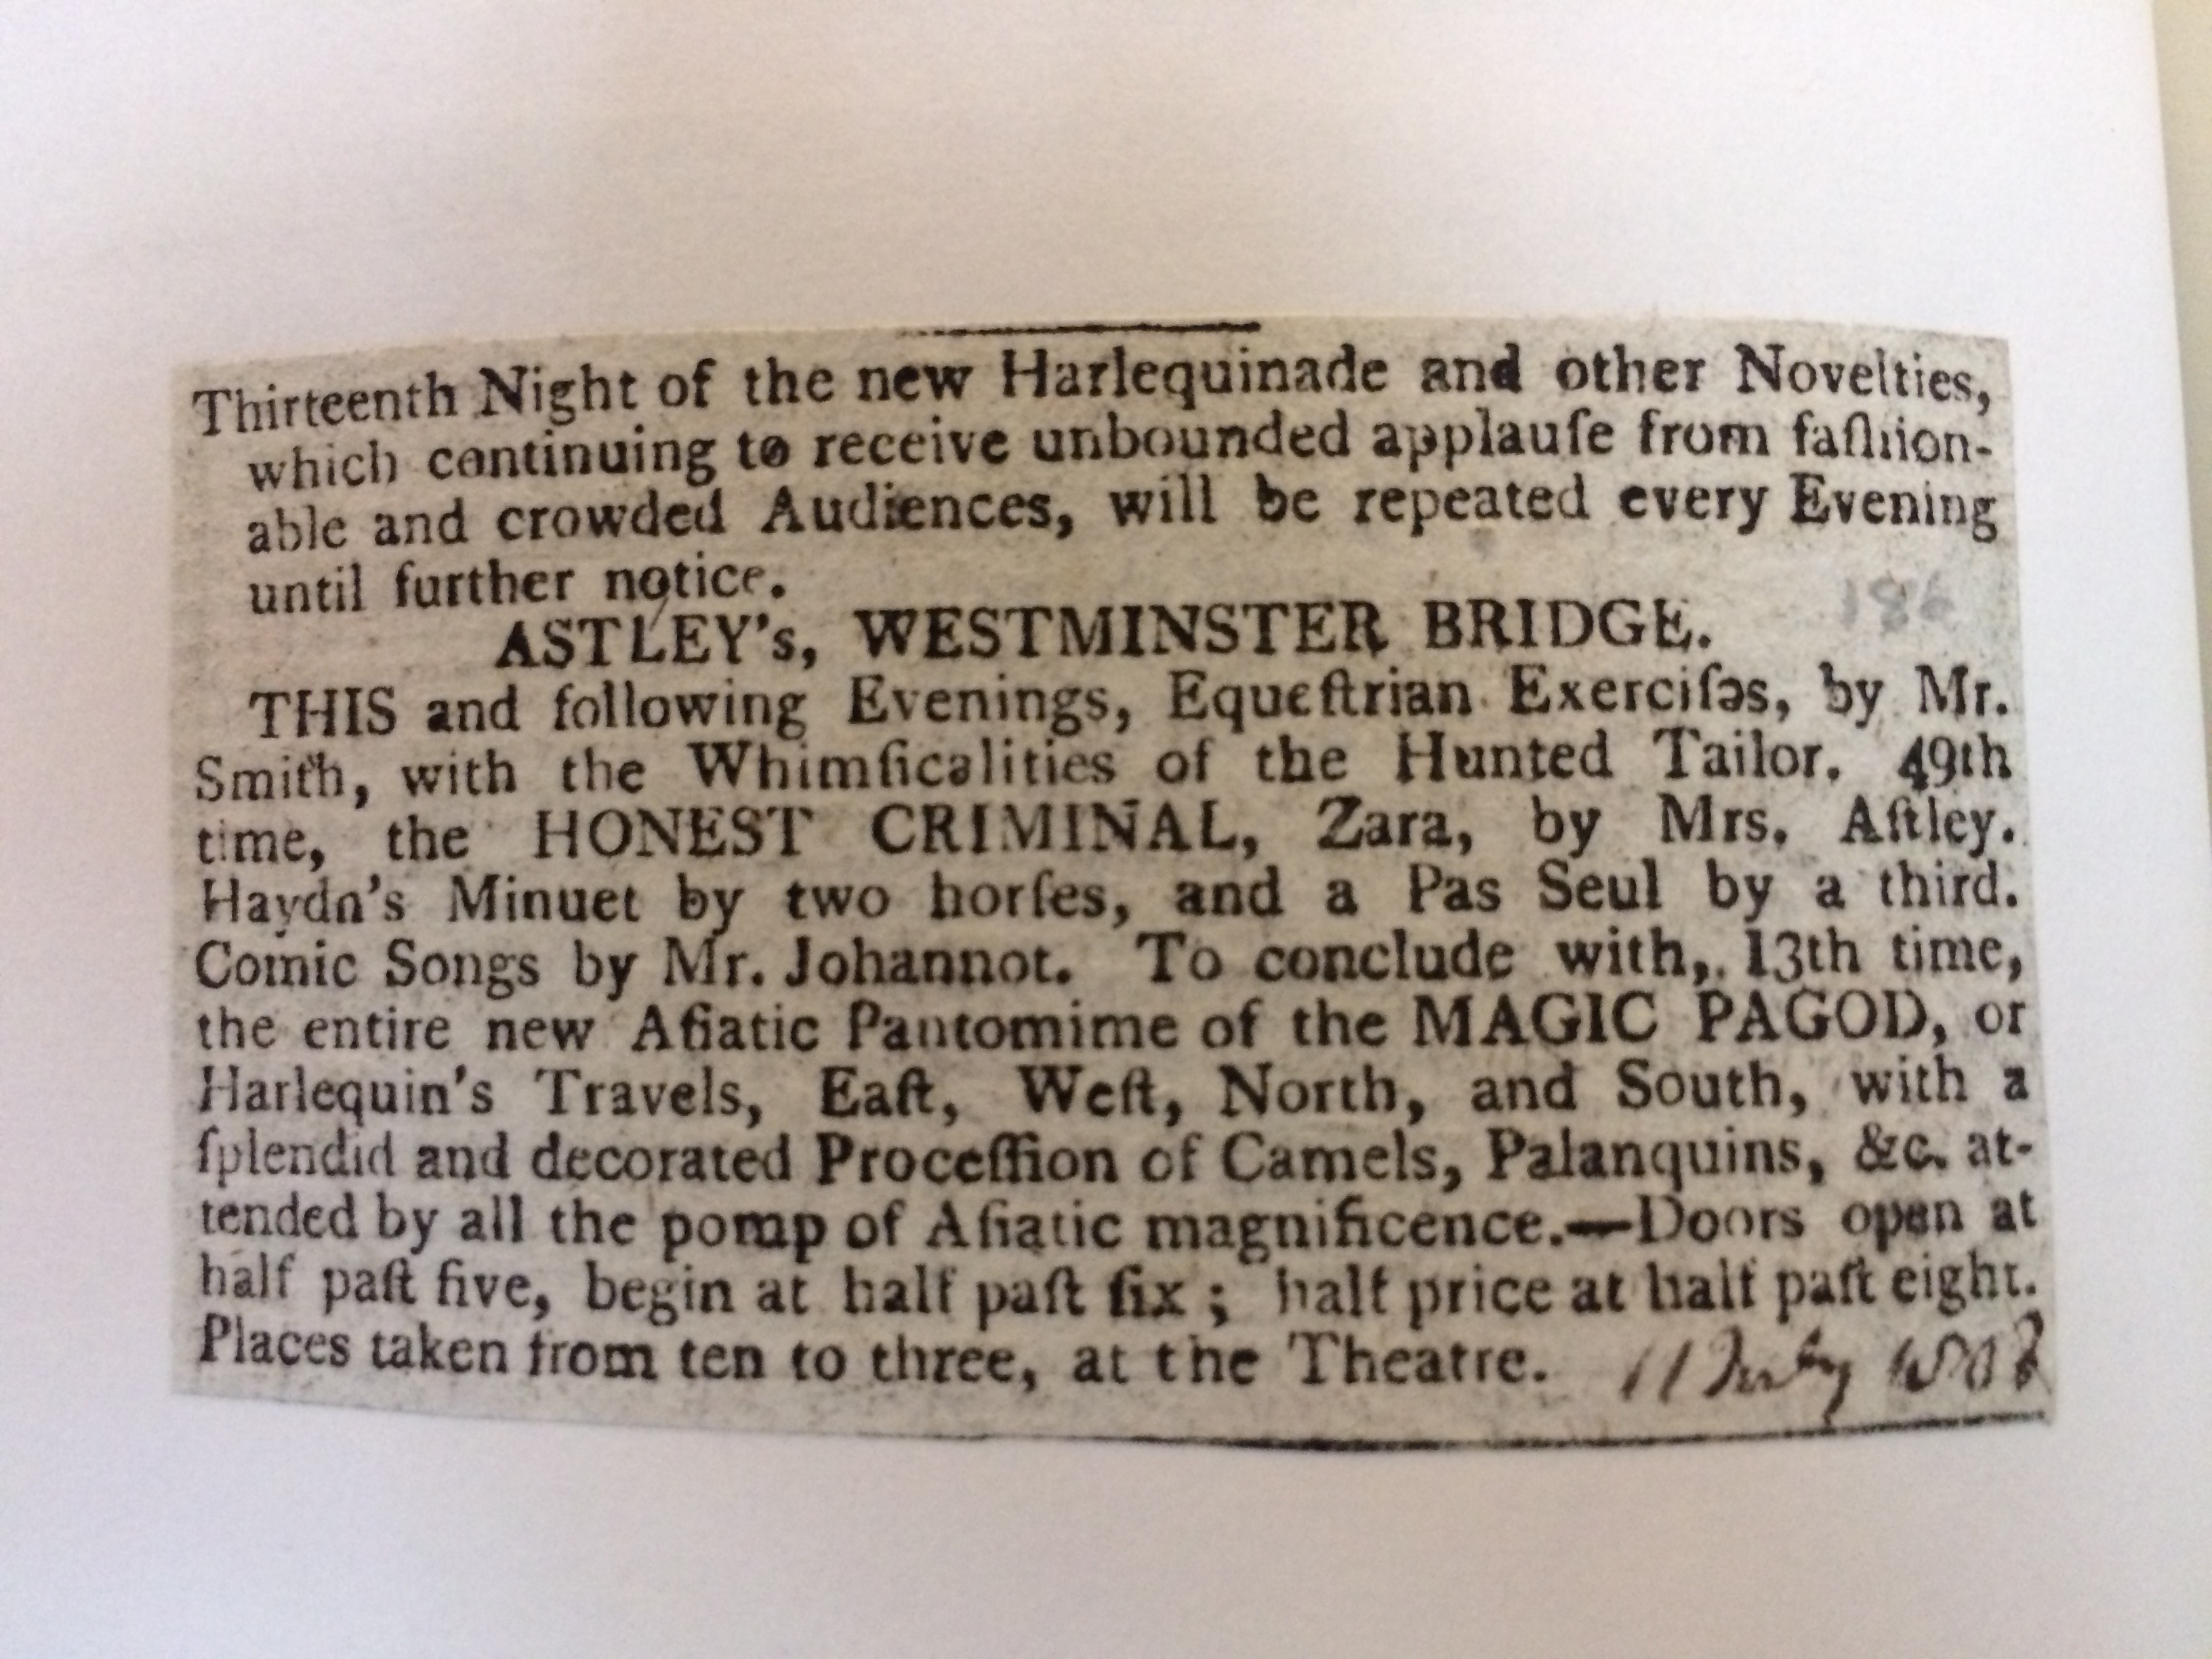 Thirteenth Night of the new Harlequinade and other Novelties,
which continuing to receive unbounded applauſe from faſhion-
able and crowded Audiences, will be repeated every Evening
until further notice.
186
ASTLEY's, WESTMINSTER BRIDGE.
THIS and following Evenings, Equeſtrian Exerciſes, by Mr.
Smith, with the Whimſicalities of the Hunted Tailor. 49th
time, the HONEST CRIMINAL, Zara, by Mrs. Aſtley.
Haydn's Minuet by two horſes, and a Pas Seul by a third.
Comic Songs by Mr. Johannot. To conclude with, 13th time,
the entire new Aſiatic Pantomime of the MAGIC PAGOD, or
Harlequin's Travels, Eaſt, Weſt, North, and South, with a
ſplendid and decorated Proceſſion of Camels, Palanquins, &c. at-
tended by all the pomp of Aſiatic magnificence.—Doors open at
half paſt five, begin at half paſt ſix; half price at half paſt eight.
Places taken from ten to three, at the Theatre. 11 July